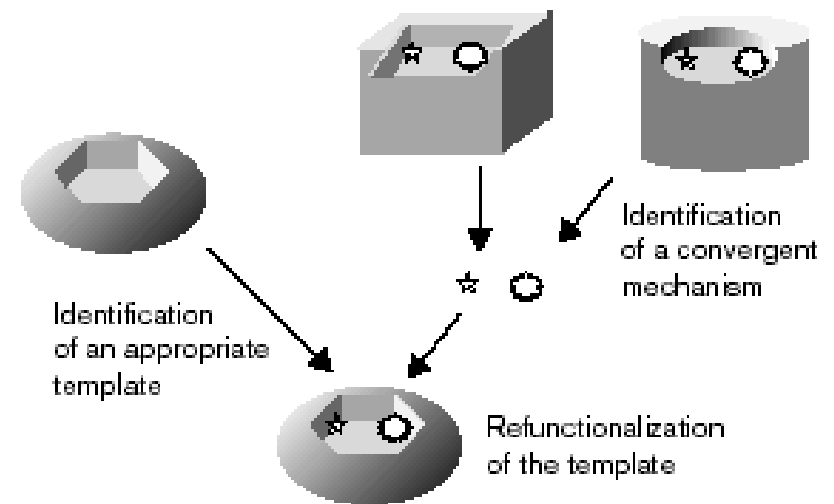 Identification
of a convergent
mechanism
Identification
of an appropriate
template
Refunctionalization
of the template